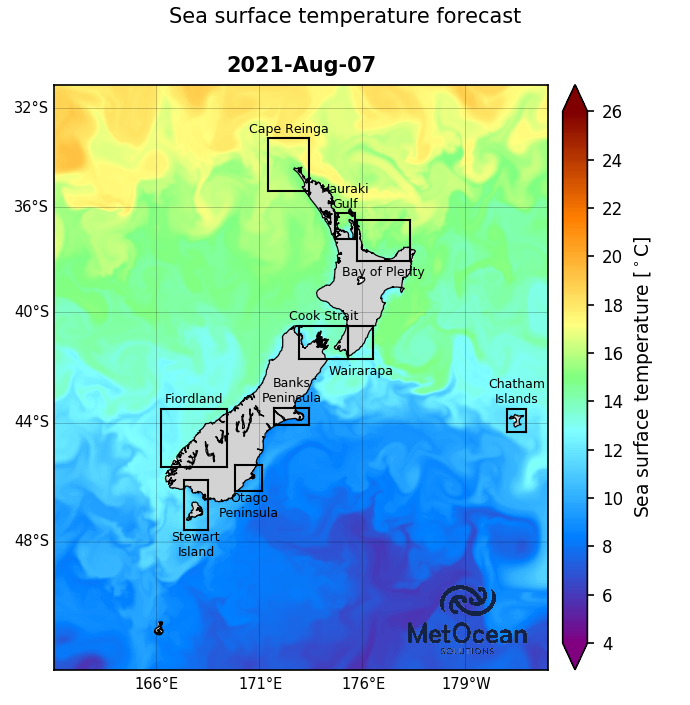 Sea surface temperature forecast
2021-Aug-07
32°S
36°S
40°S
44°S
48°S
166°E
171°E
176°E
179°W
Cape Reinga
Hauraki
Gulf
Bay of Plenty
Cook Strait
Wairarapa
Banks
Peninsula
Fiordland
Chatham
Islands
Otago
Peninsula
Stewart
Island
MetOcean
SOLUTIONS
26
24
22
20
18
16
14
12
10
8
6
4
Sea surface temperature [°C]